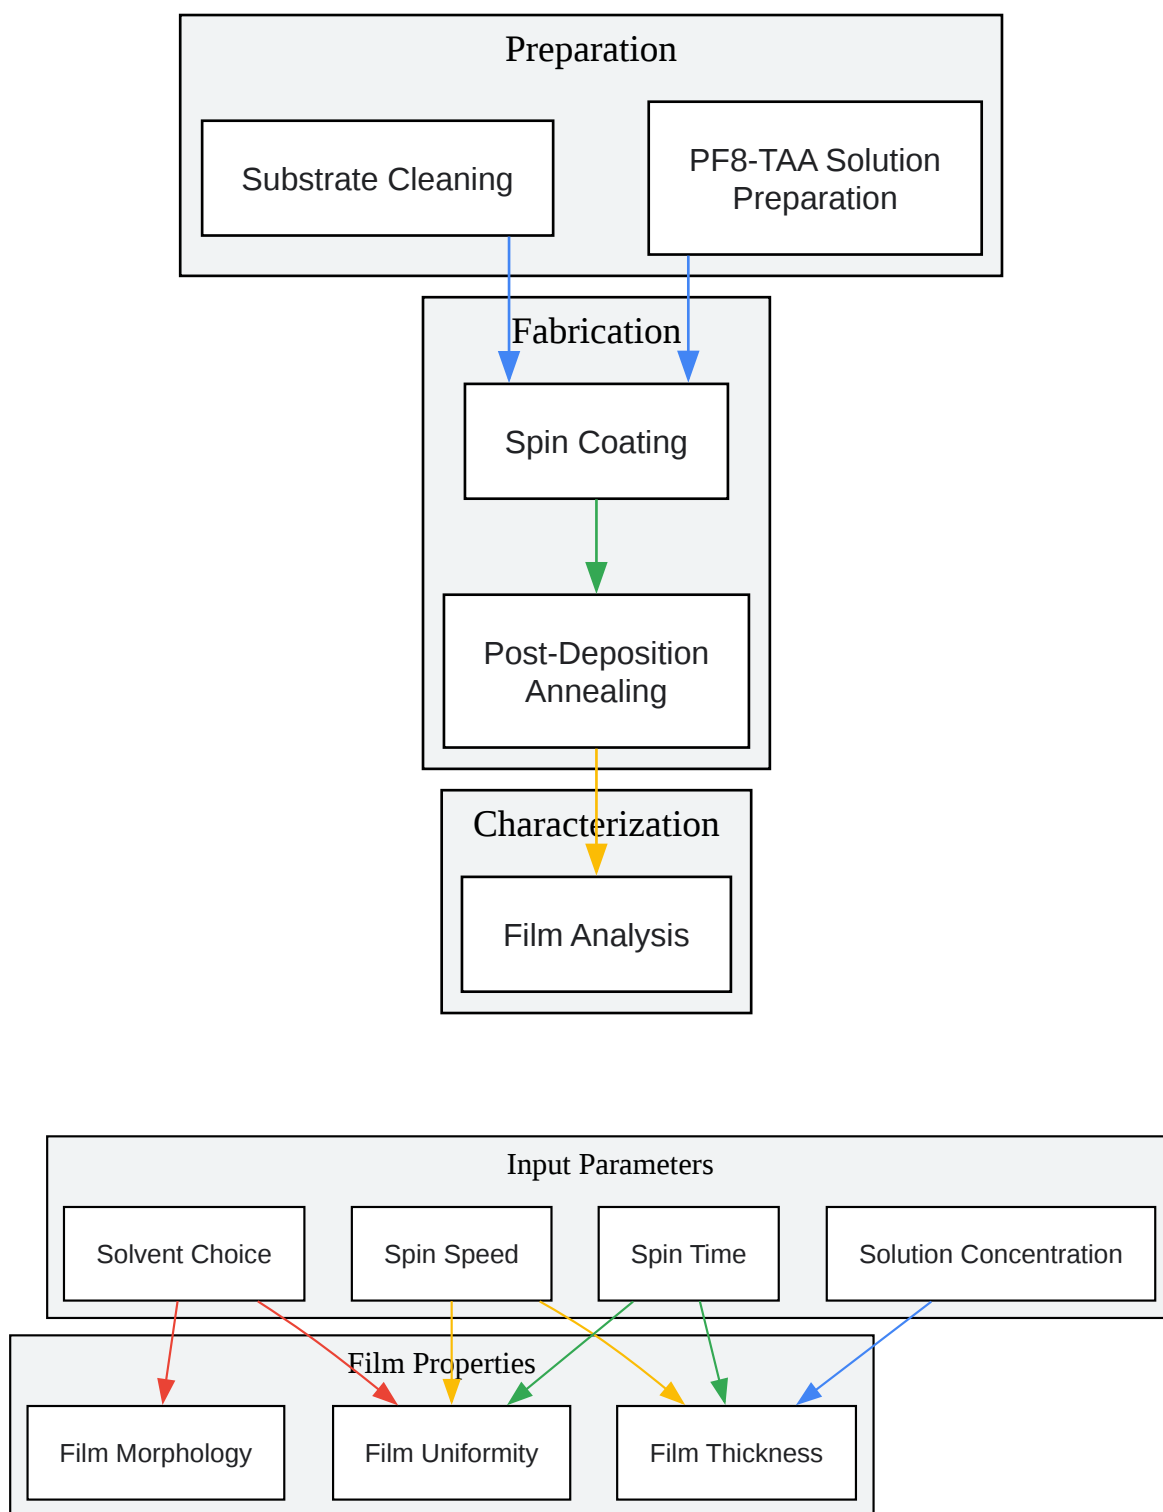 Preparation
Substrate Cleaning
PF8-TAA Solution
Preparation
Fabrication
Spin Coating
Post-Deposition
Annealing
Characterization
Film Analysis
Input Parameters
Solvent Choice
Spin Speed
Spin Time
Solution Concentration
Film Properties
Film Morphology
Film Uniformity
Film Thickness